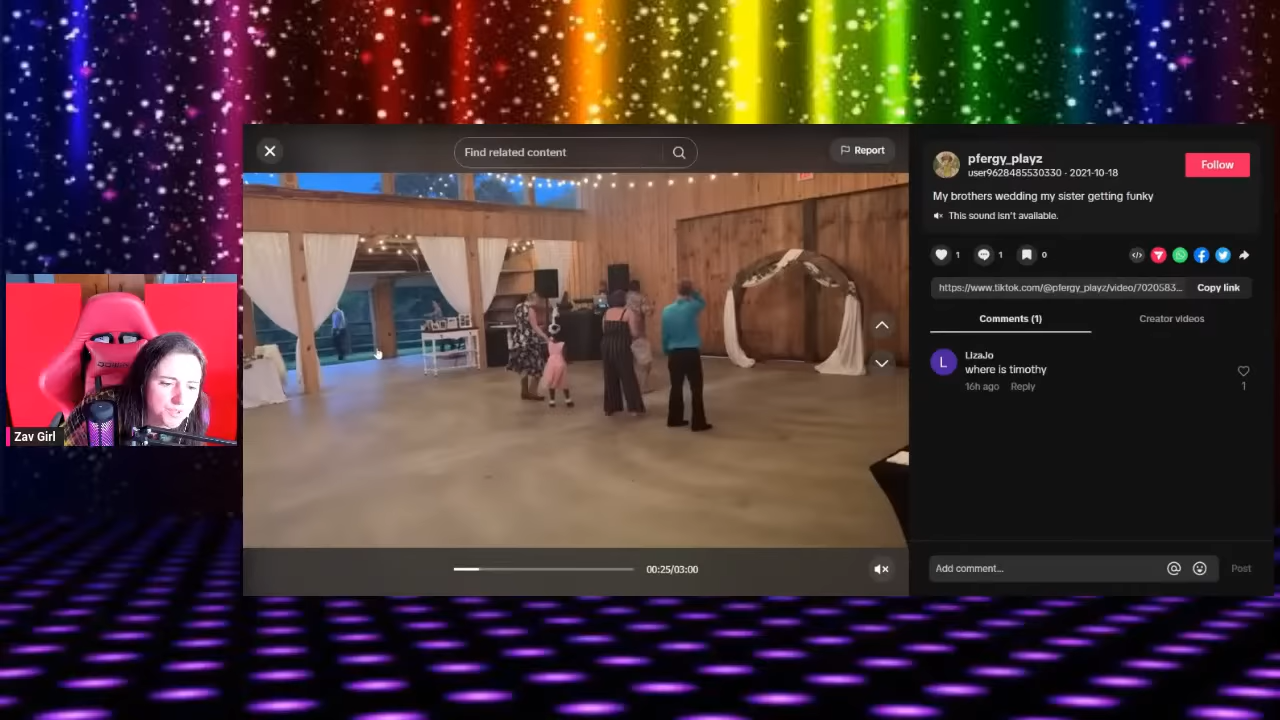 Find related content
Report
pfergy_playz
user9628485530330 · 2021-10-18
Follow
My brothers wedding my sister getting funky
This sound isn't available.
1
1
0
https://www.tiktok.com/@pfergy_playz/video/7020583...
Copy link
Comments (1)
Creator videos
L
LizaJo
where is timothy
16h ago
Reply
1
Zav Girl
00:25/03:00
Add comment...
Post